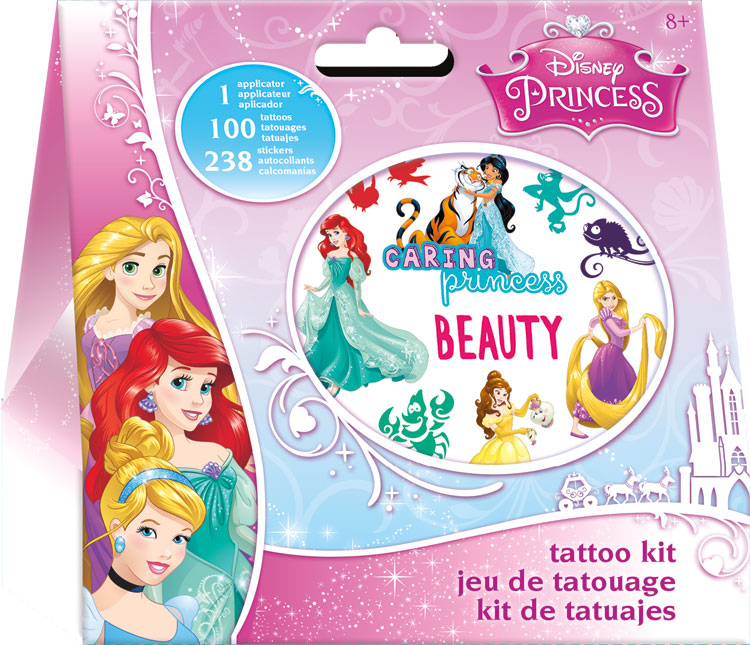 8+
1 applicator
applicateur
aplicador
100 tattoos
tatouages
tatuajes
238 stickers
autocollants
calcomanías
Disney
PRINCESS
CARING
princess
BEAUTY
tattoo kit
jeu de tatouage
kit de tatuajes